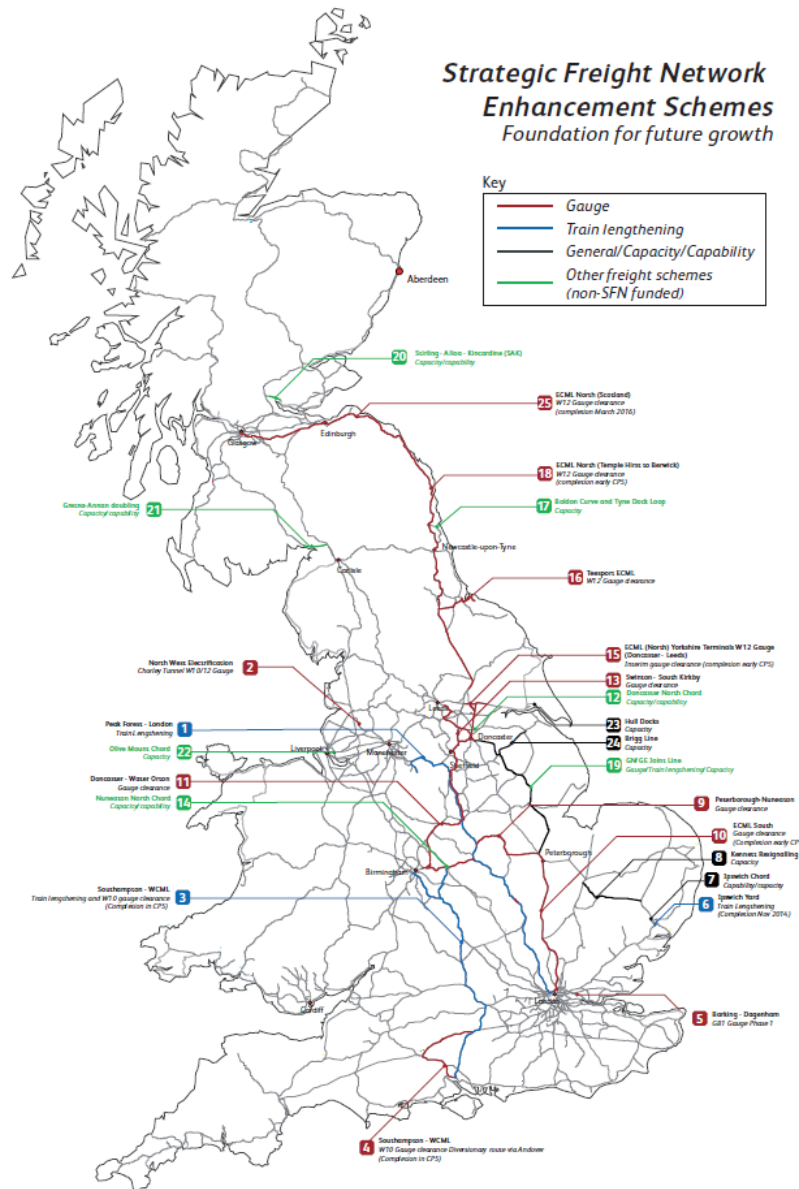 Strategic Freight Network
Enhancement Schemes
Foundation for future growth
Key
Gauge
Train lengthening
General/Capacity/Capability
Other freight schemes
(non-SFN funded)
Aberdeen
20
Stirling - Alloa - Kincardine (SAK)
Capacity/capability
25
ECML North (Scotland)
W12 Gauge clearance
(completion March 2016)
Glasgow
Edinburgh
18
ECML North (Temple Hirst to Berwick)
W12 Gauge clearance
(completion early CP5)
17
Boldon Curve and Tyne Dock Loop
Capacity
Gretna-Annan doubling
Capacity/capability
21
Newcastle-upon-Tyne
Carlisle
16
Teesport ECML
W12 Gauge clearance
15
ECML (North) Yorkshire Terminals W12 Gauge
(Doncaster - Leeds)
Interim gauge clearance (completion early CP5)
North West Electrification
Chorley Tunnel W10/12 Gauge
2
13
Swinton - South Kirkby
Gauge clearance
12
Doncaster North Chord
Capacity/capability
Leeds
Peak Forest - London
Train Lengthening
1
23
Hull Docks
Capacity
Doncaster
24
Brigg Line
Capacity
Olive Mount Chord
Capacity
22
Liverpool
Manchester
Sheffield
19
GN/GE Joint Line
Gauge/Train lengthening/Capacity
Doncaster - Water Orton
Gauge clearance
11
Nuneaton North Chord
Capacity/capability
14
9
Peterborough-Nuneaton
Gauge clearance
10
ECML South
Gauge clearance
(Completion early CP
Peterborough
8
Kennett Resignalling
Capacity
Birmingham
7
Ipswich Chord
Capability/capacity
Southampton - WCML
Train lengthening and W10 gauge clearance
(Completion in CP5)
3
6
Ipswich Yard
Train Lengthening
(Completion Nov 2014)
London
Cardiff
5
Barking - Dagenham
GB1 Gauge Phase 1
4
Southampton - WCML
W10 Gauge clearance Diversionary route via Andover
(Completion in CP5)